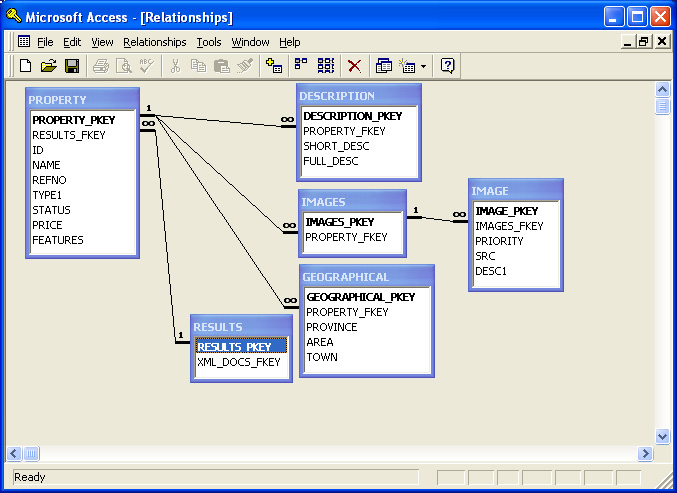 Microsoft Access - [Relationships]
File Edit View Relationships Tools Window Help
PROPERTY
PROPERTY_PKEY
RESULTS_FKEY
ID
NAME
REFNO
TYPE1
STATUS
PRICE
FEATURES
1
∞
DESCRIPTION
∞
DESCRIPTION_PKEY
PROPERTY_FKEY
SHORT_DESC
FULL_DESC
IMAGES
∞
IMAGES_PKEY
PROPERTY_FKEY
1
∞
IMAGE
IMAGE_PKEY
IMAGES_FKEY
PRIORITY
SRC
DESC1
GEOGRAPHICAL
∞
GEOGRAPHICAL_PKEY
PROPERTY_FKEY
PROVINCE
AREA
TOWN
RESULTS
1
RESULTS_PKEY
XML_DOCS_FKEY
Ready